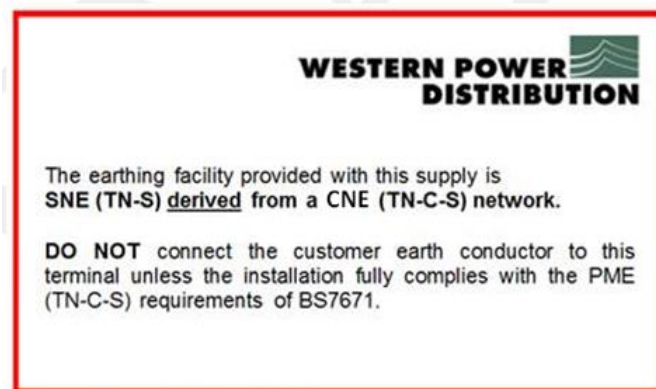 WESTERN POWER
DISTRIBUTION
The earthing facility provided with this supply is
SNE (TN-S) derived from a CNE (TN-C-S) network.
DO NOT connect the customer earth conductor to this
terminal unless the installation fully complies with the PME
(TN-C-S) requirements of BS7671.